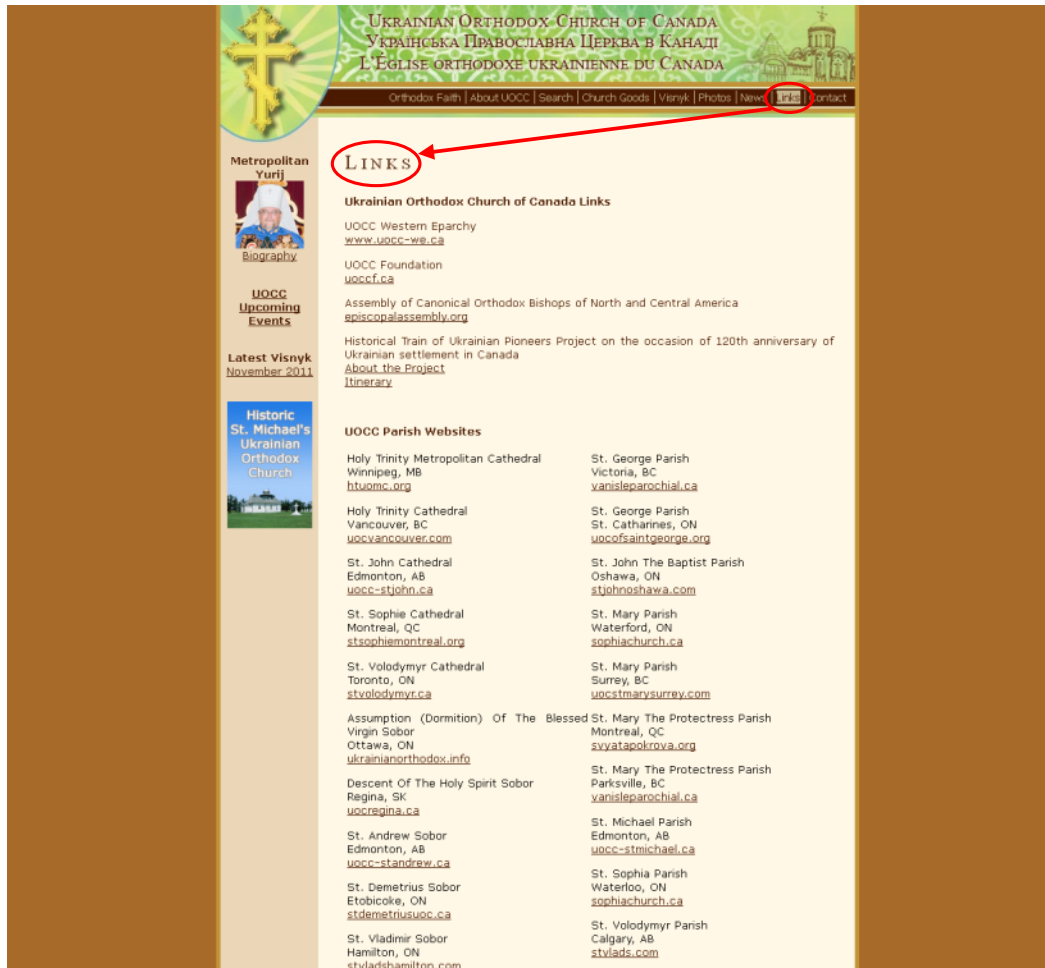 UKRAINIAN ORTHODOX CHURCH OF CANADA
УКРАЇНСЬКА ПРАВОСЛАВНА ЦЕРКВА В КАНАДІ
L'ÉGLISE ORTHODOXE UKRAINIENNE DU CANADA
Orthodox Faith | About UOCC | Search | Church Goods | Visnyk | Photos | News | Links | Contact
Metropolitan
Yurij
Biography
UOCC
Upcoming
Events
Latest Visnyk
November 2011
Historic
St. Michael's
Ukrainian
Orthodox
Church
LINKS
Ukrainian Orthodox Church of Canada Links
UOCC Western Eparchy
www.uocc-we.ca
UOCC Foundation
uoccf.ca
Assembly of Canonical Orthodox Bishops of North and Central America
episcopalassembly.org
Historical Train of Ukrainian Pioneers Project on the occasion of 120th anniversary of
Ukrainian settlement in Canada
About the Project
Itinerary
UOCC Parish Websites
Holy Trinity Metropolitan Cathedral
Winnipeg, MB
htuomc.org
Holy Trinity Cathedral
Vancouver, BC
uocvancouver.com
St. John Cathedral
Edmonton, AB
uocc-stjohn.ca
St. Sophie Cathedral
Montreal, QC
stsophiemontreal.org
St. Volodymyr Cathedral
Toronto, ON
stvolodymyr.ca
Assumption (Dormition) Of The Blessed
Virgin Sobor
Ottawa, ON
ukrainianorthodox.info
Descent Of The Holy Spirit Sobor
Regina, SK
uocregina.ca
St. Andrew Sobor
Edmonton, AB
uocc-standrew.ca
St. Demetrius Sobor
Etobicoke, ON
stdemetriusuoc.ca
St. Vladimir Sobor
Hamilton, ON
stvladshamilton.com
St. George Parish
Victoria, BC
vanisleparochial.ca
St. George Parish
St. Catharines, ON
uocofsaintgeorge.org
St. John The Baptist Parish
Oshawa, ON
stjohnoshawa.com
St. Mary Parish
Waterford, ON
sophiachurch.ca
St. Mary Parish
Surrey, BC
uocstmarysurrey.com
St. Mary The Protectress Parish
Montreal, QC
svyatapokrova.org
St. Mary The Protectress Parish
Parksville, BC
vanisleparochial.ca
St. Michael Parish
Edmonton, AB
uocc-stmichael.ca
St. Sophia Parish
Waterloo, ON
sophiachurch.ca
St. Volodymyr Parish
Calgary, AB
stvlads.com